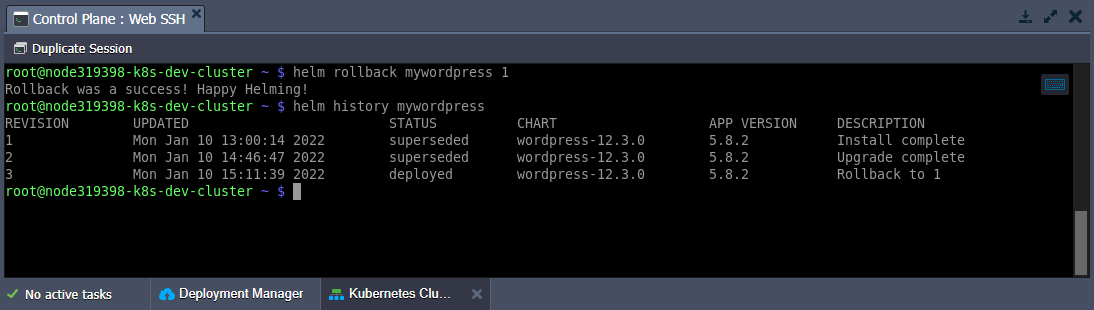 Control Plane : Web SSH
Duplicate Session
root@node319398-k8s-dev-cluster ~ $ helm rollback mywordpress 1
Rollback was a success! Happy Helming!
root@node319398-k8s-dev-cluster ~ $ helm history mywordpress
REVISION UPDATED STATUS CHART APP VERSION DESCRIPTION
1 Mon Jan 10 13:00:14 2022 superseded wordpress-12.3.0 5.8.2 Install complete
2 Mon Jan 10 14:46:47 2022 superseded wordpress-12.3.0 5.8.2 Upgrade complete
3 Mon Jan 10 15:11:39 2022 deployed wordpress-12.3.0 5.8.2 Rollback to 1
root@node319398-k8s-dev-cluster ~ $
No active tasks Deployment Manager Kubernetes Clu...